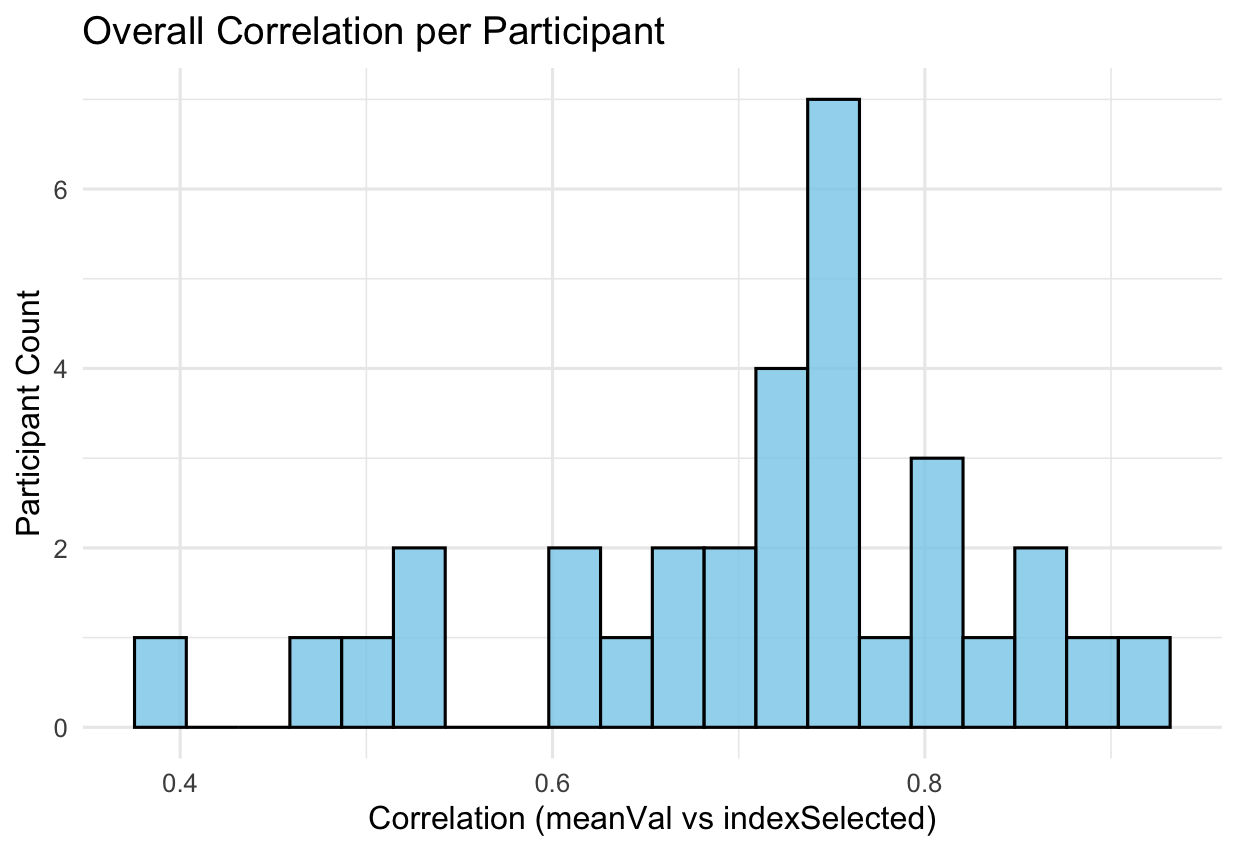 Overall Correlation per Participant
Participant Count
6
4
2
0
0.4 0.6 0.8
Correlation (meanVal vs indexSelected)